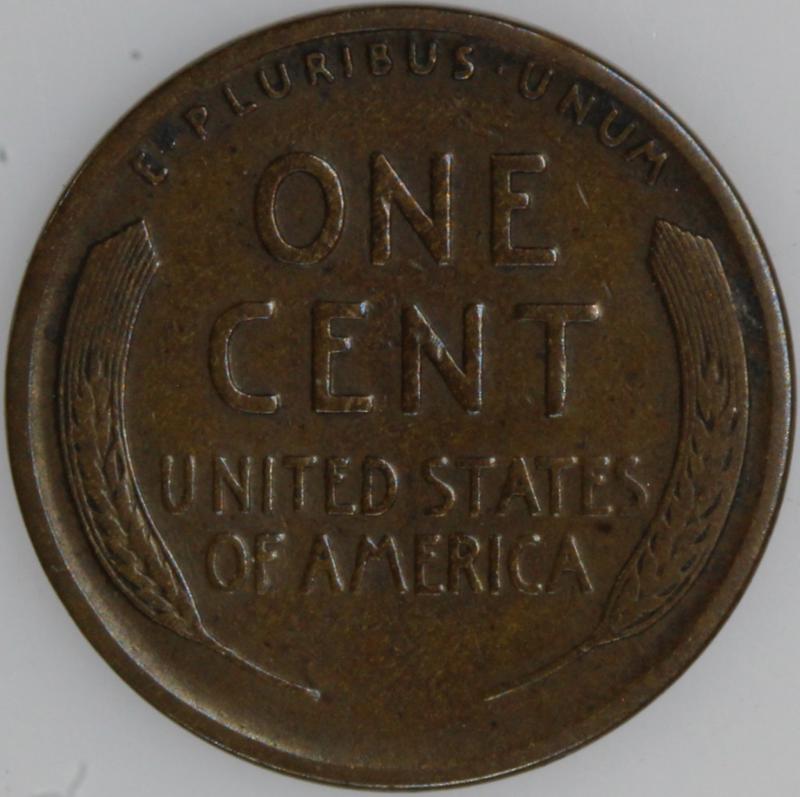 E · PLURIBUS · UNUM
ONE
CENT
UNITED STATES
OF AMERICA